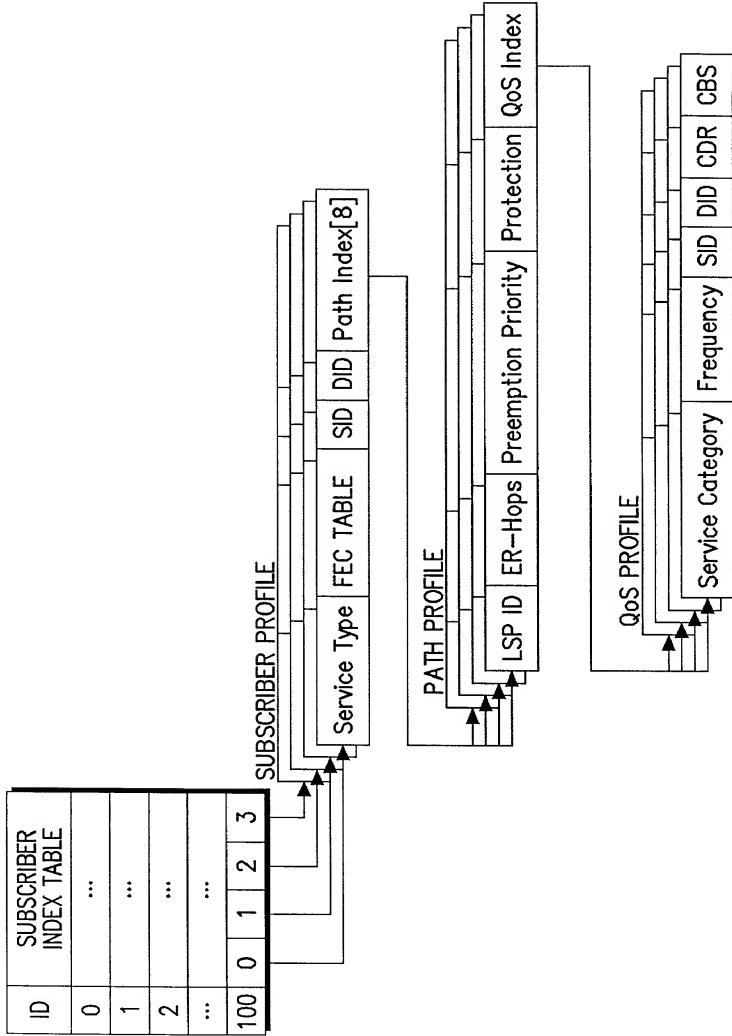 ID
SUBSCRIBER
INDEX TABLE
0
...
1
...
2
...
...
...
100
0
1
2
3
SUBSCRIBER PROFILE
Service Type
FEC TABLE
SID
DID
Path Index[8]
PATH PROFILE
LSP ID
ER-Hops
Preemption Priority
Protection
QoS Index
QoS PROFILE
Service Category
Frequency
SID
DID
CDR
CBS